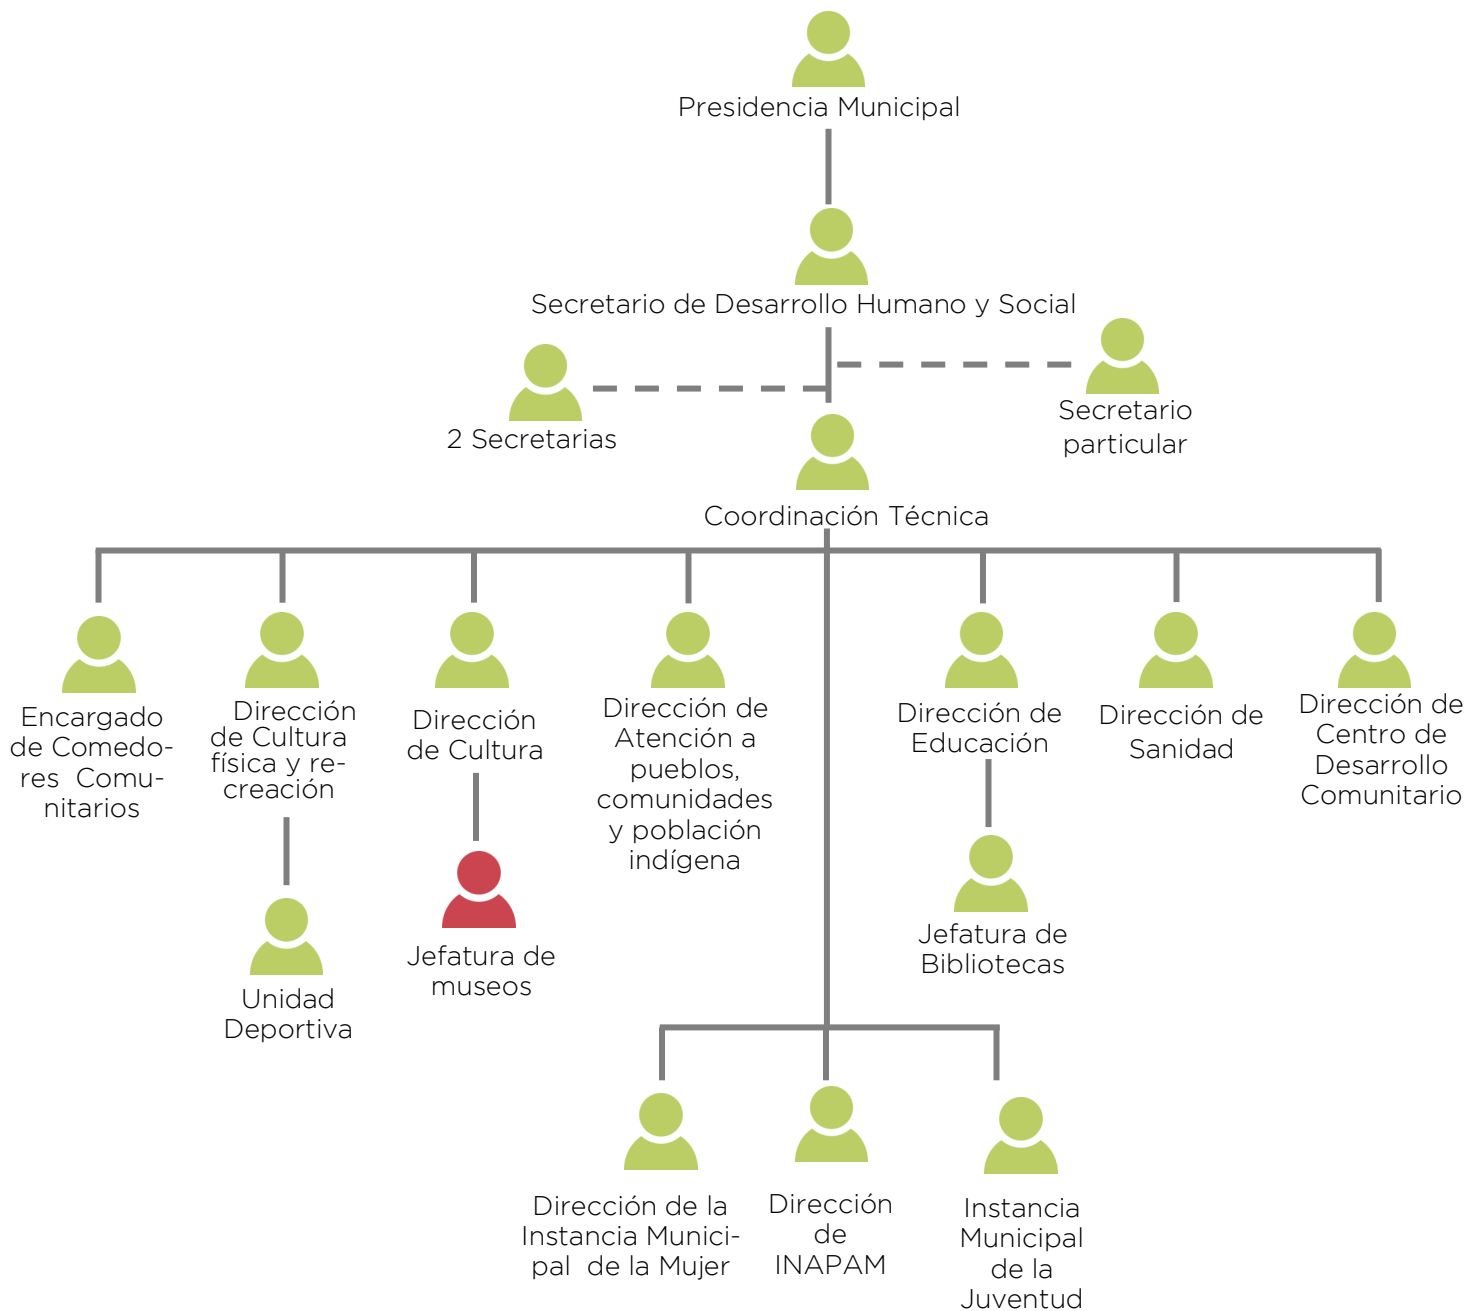 Presidencia Municipal
Secretario de Desarrollo Humano y Social
2 Secretarias
Secretario
particular
Coordinación Técnica
Encargado
de Comedo-
res Comu-
nitarios
Dirección
de Cultura
física y re-
creación
Dirección
de Cultura
Dirección de
Atención a
pueblos,
comunidades
y población
indígena
Dirección de
Educación
Dirección de
Sanidad
Dirección de
Centro de
Desarrollo
Comunitario
Unidad
Deportiva
Jefatura de
museos
Jefatura de
Bibliotecas
Dirección de la
Instancia Munici-
pal de la Mujer
Dirección
de
INAPAM
Instancia
Municipal
de la
Juventud